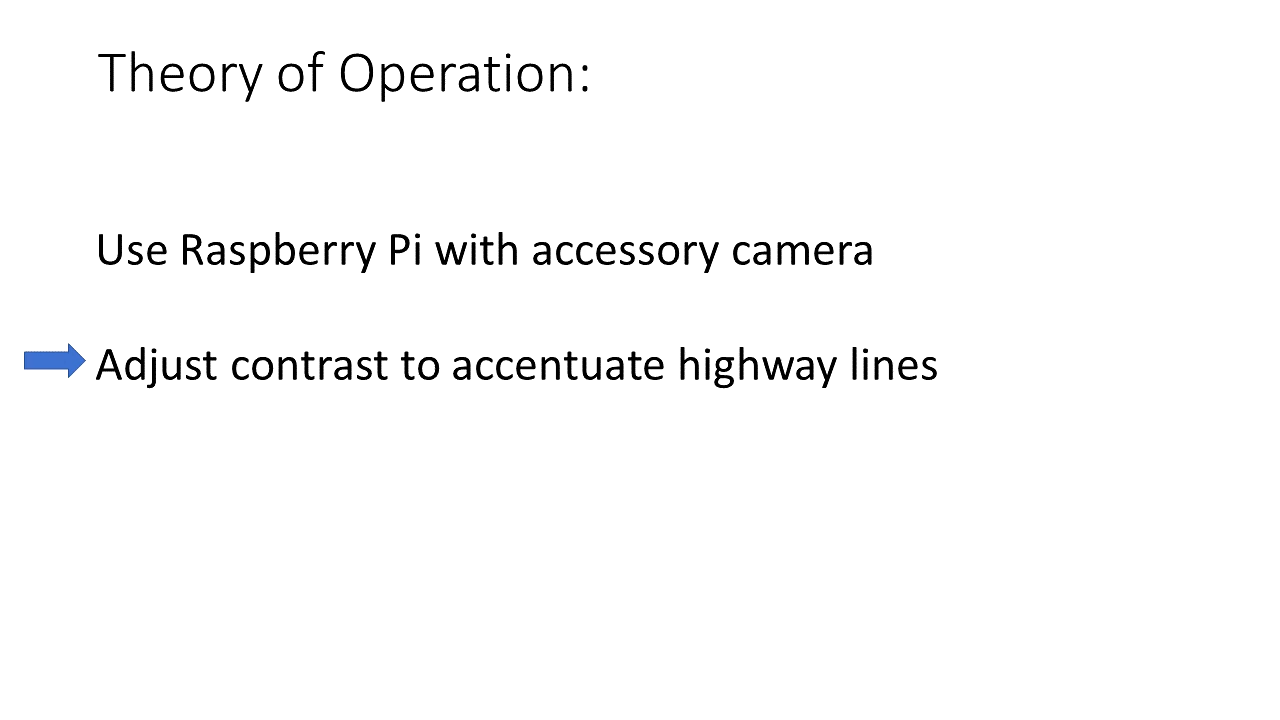 Theory of Operation:
Use Raspberry Pi with accessory camera
Adjust contrast to accentuate highway lines